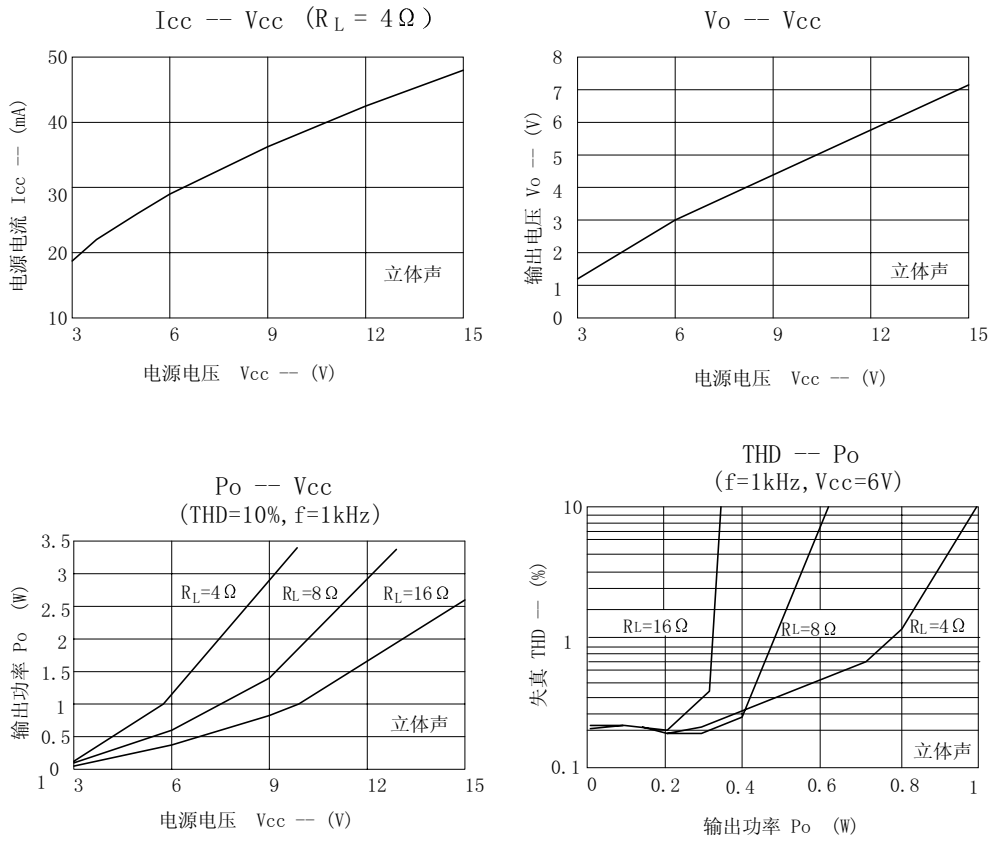 Icc -- Vcc (RL = 4Ω)
50
40
30
20
10
电源电流 Icc -- (mA)
立体声
3 6 9 12 15
电源电压 Vcc -- (V)
Vo -- Vcc
8
7
6
5
4
3
2
1
0
输出电压 Vo -- (V)
立体声
3 6 9 12 15
电源电压 Vcc -- (V)
Po -- Vcc
(THD=10%,f=1kHz)
3.5
3
2.5
2
1.5
1
0.5
0
1
输出功率 Po (W)
RL=4Ω RL=8Ω RL=16Ω
立体声
3 6 9 12 15
电源电压 Vcc -- (V)
THD -- Po
(f=1kHz,Vcc=6V)
10
1
0.1
失真 THD -- (%)
RL=16Ω RL=8Ω RL=4Ω
立体声
0 0.2 0.4 0.6 0.8 1
输出功率 Po (W)